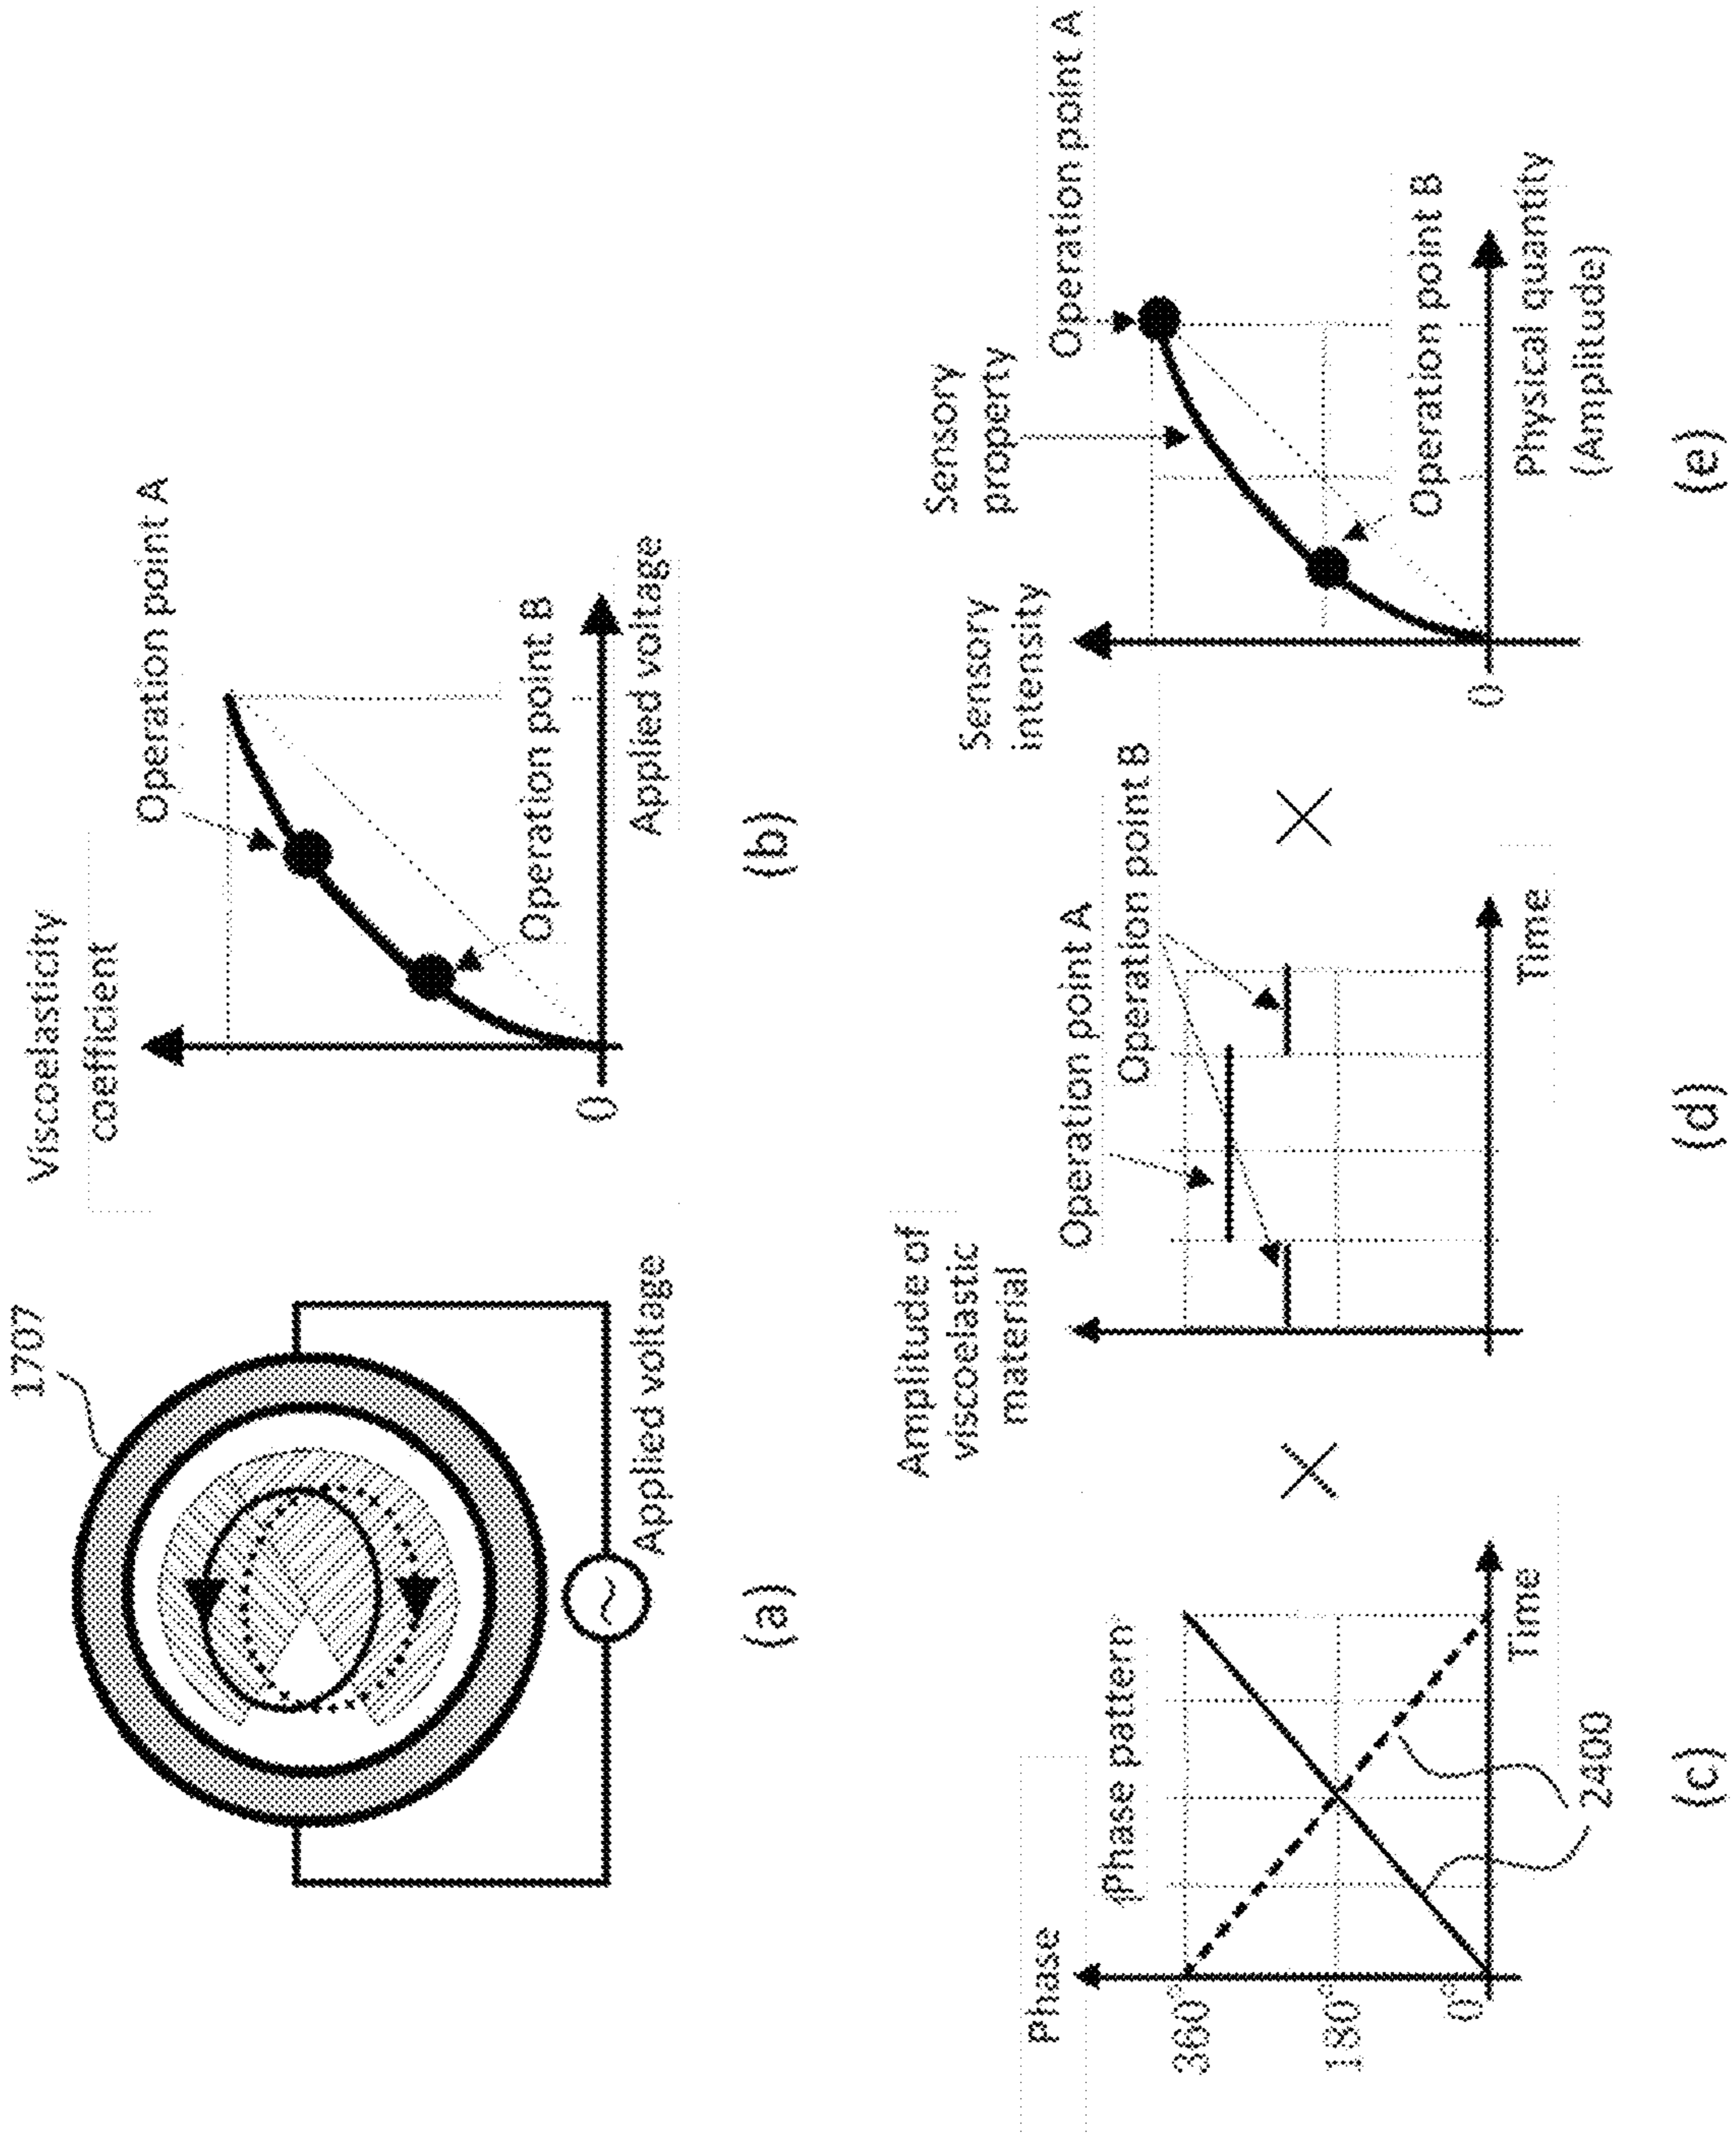 1707
Applied voltage
(a)
Viscoelasticity
coefficient
Operation point A
Operation point B
0
Applied voltage
(b)
Phase
(Phase pattern)
360°
180°
0°
Time
2400
(c)
×
Amplitude of
viscoelastic
material
Operation point A
Operation point B
Time
(d)
×
Sensory
intensity
Sensory
property
Operation point A
Operation point B
0
Physical quantity
(Amplitude)
(e)